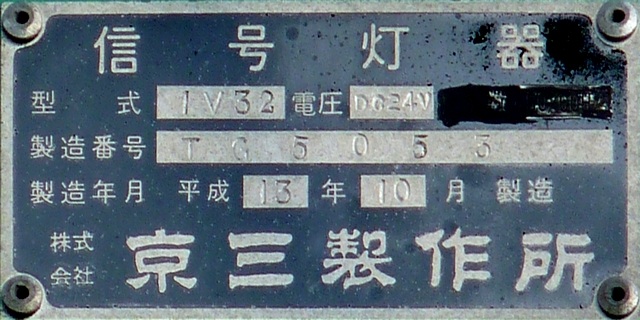 信号灯器
型式 1V32 電圧 DC24V
製造番号 TG5053
製造年月 平成 13 年 10 月 製造
株式会社 京三製作所